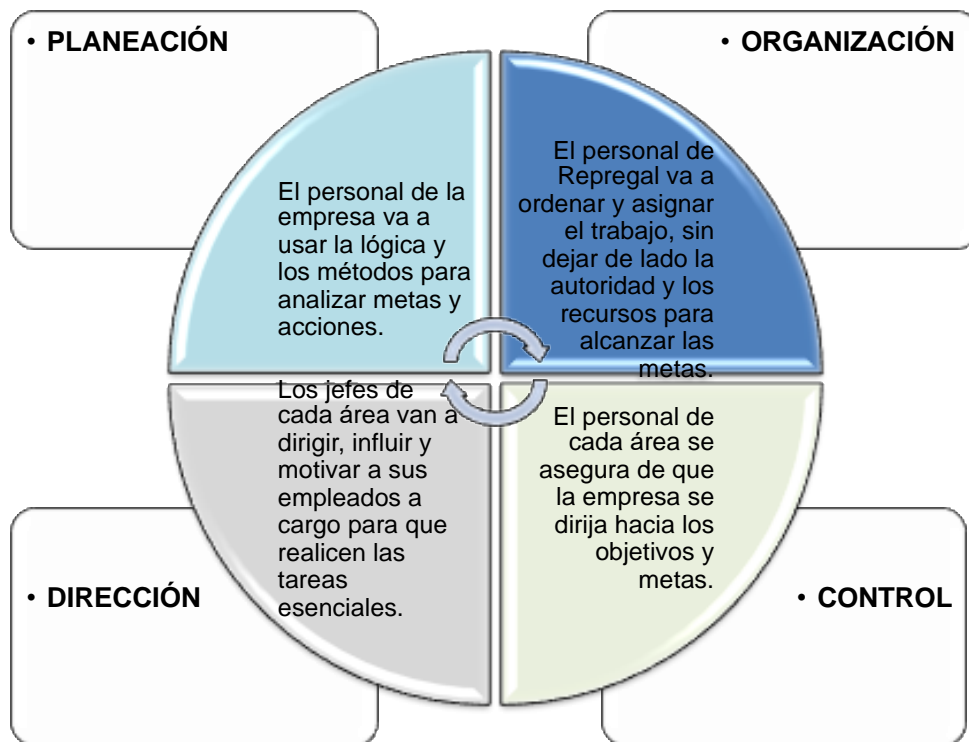 • PLANEACIÓN
El personal de la
empresa va a
usar la lógica y
los métodos para
analizar metas y
acciones.
• ORGANIZACIÓN
El personal de
Repregal va a
ordenar y asignar
el trabajo, sin
dejar de lado la
autoridad y los
recursos para
alcanzar las
metas.
• DIRECCIÓN
Los jefes de
cada área van a
dirigir, influir y
motivar a sus
empleados a
cargo para que
realicen las
tareas
esenciales.
• CONTROL
El personal de
cada área se
asegura de que
la empresa se
dirija hacia los
objetivos y
metas.